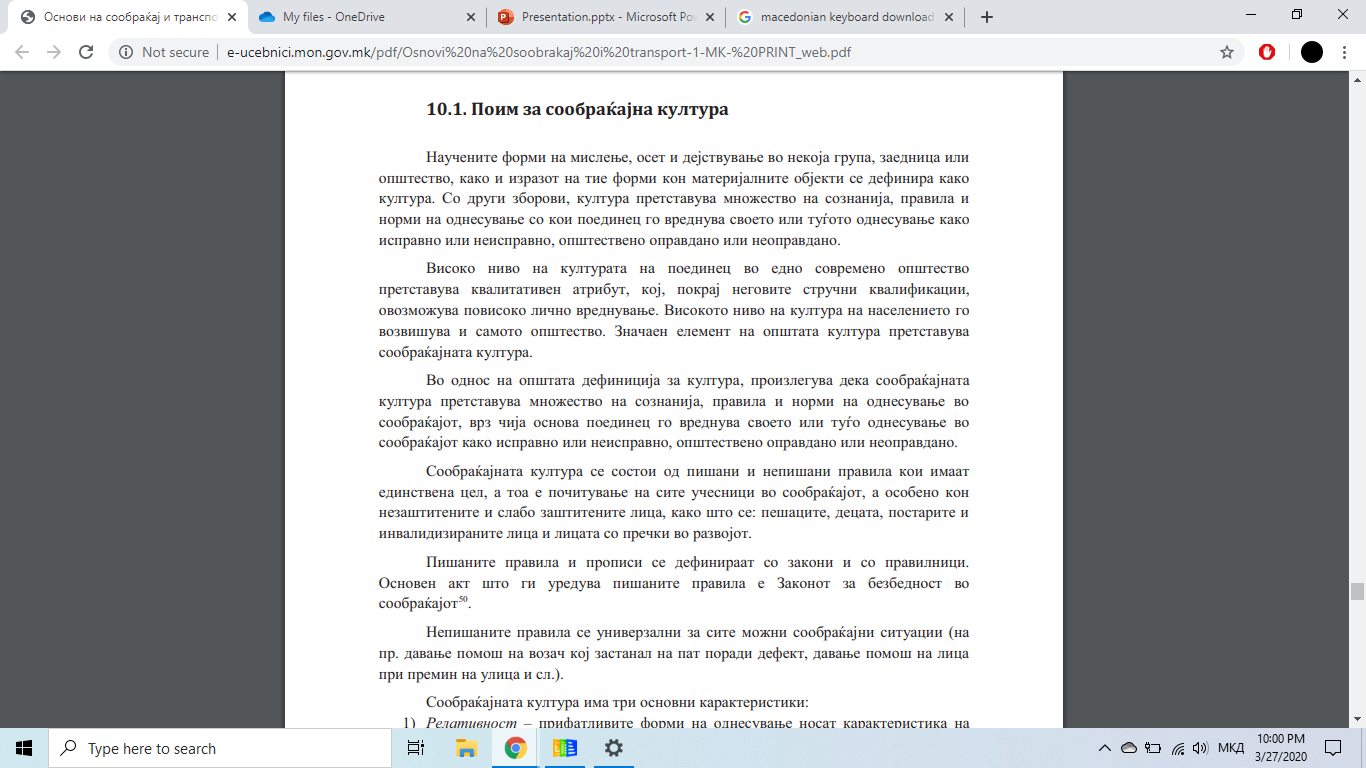 Основи на сообраќај и транспо
My files - OneDrive
Presentation.pptx - Microsoft Po
macedonian keyboard download
Not secure
e-ucebnici.mon.gov.mk/pdf/Osnovi%20na%20soobrakaj%20i%20transport-1-MK-%20PRINT_web.pdf
10.1. Поим за сообраќајна култура
Научените форми на мислење, осет и дејствување во некоја група, заедница или
општество, како и изразот на тие форми кон материјалните објекти се дефинира како
култура. Со други зборови, култура претставува множество на сознанија, правила и
норми на однесување со кои поединец го вреднува своето или туѓото однесување како
исправно или неисправно, општествено оправдано или неоправдано.
Високо ниво на културата на поединец во едно современо општество
претставува квалитативен атрибут, кој, покрај неговите стручни квалификации,
овозможува повисоко лично вреднување. Високото ниво на култура на населението го
возвишува и самото општество. Значаен елемент на општата култура претставува
сообраќајната култура.
Во однос на општата дефиниција за култура, произлегува дека сообраќајната
култура претставува множество на сознанија, правила и норми на однесување во
сообраќајот, врз чија основа поединец го вреднува своето или туѓо однесување во
сообраќајот како исправно или неисправно, општествено оправдано или неоправдано.
Сообраќајната култура се состои од пишани и непишани правила кои имаат
единствена цел, а тоа е почитување на сите учесници во сообраќајот, а особено кон
незаштитените и слабо заштитените лица, како што се: пешаците, децата, постарите и
инвалидизираните лица и лицата со пречки во развојот.
Пишаните правила и прописи се дефинираат со закони и со правилници.
Основен акт што ги уредува пишаните правила е Законот за безбедност во
сообраќајот50.
Непишаните правила се универзални за сите можни сообраќајни ситуации (на
пр. давање помош на возач кој застанал на пат поради дефект, давање помош на лица
при премин на улица и сл.).
Сообраќајната култура има три основни карактеристики:
1) Релативност – прифатливите форми на однесување носат карактеристика на
Type here to search
МКД
10:00 PM
3/27/2020